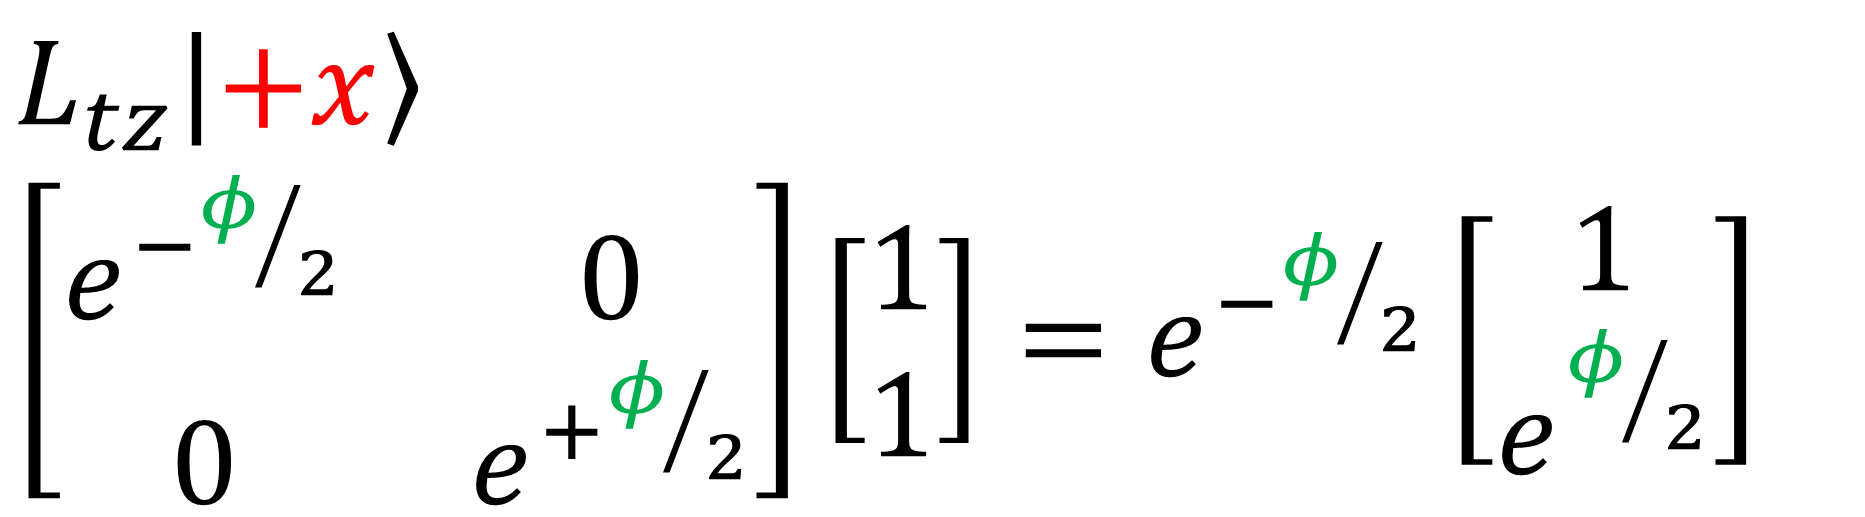 L_{tz}|+x⟩
[e^{-ϕ/2} 0; 0 e^{+ϕ/2}] [1; 1] = e^{-ϕ/2} [1; e^{ϕ/2}]